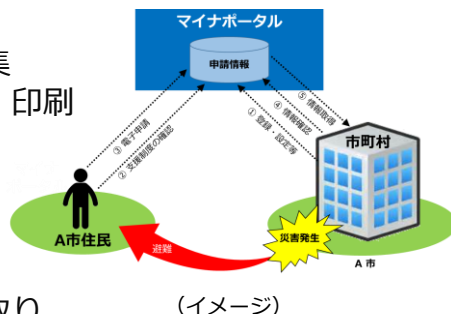 マイナポータル
申請情報
集
印刷
③ 電子申請
② 支援制度の確認
① 登録・設定等
④ 情報確認
⑤ 情報取得
市町村
A市住民
避難
災害発生
A 市
取り
(イメージ)